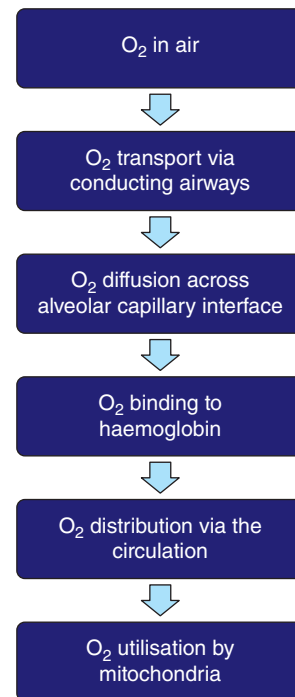 O₂ in air
O₂ transport via
conducting airways
O₂ diffusion across
alveolar capillary interface
O₂ binding to
haemoglobin
O₂ distribution via the
circulation
O₂ utilisation by
mitochondria